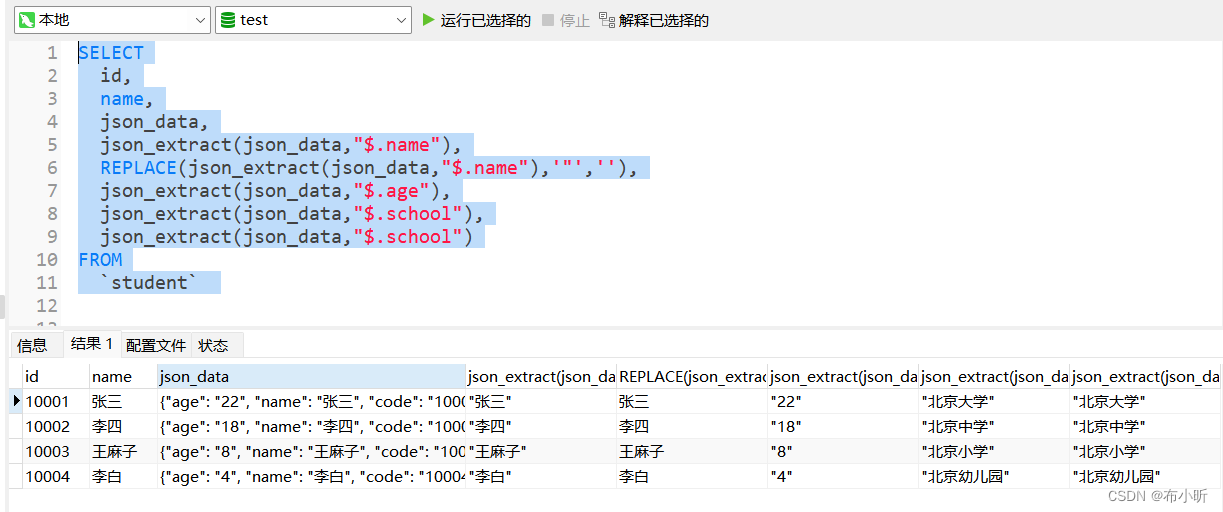 本地 test 运行已选择的 停止 解释已选择的
1 SELECT
2 id,
3 name,
4 json_data,
5 json_extract(json_data,"$.name"),
6 REPLACE(json_extract(json_data,"$.name"),'"',''),
7 json_extract(json_data,"$.age"),
8 json_extract(json_data,"$.school"),
9 json_extract(json_data,"$.school")
10 FROM
11 `student`
12
信息 结果 1 配置文件 状态
id name json_data json_extract(json_da REPLACE(json_extrac json_extract(json_da json_extract(json_da json_extract(json_da
10001 张三 {"age": "22", "name": "张三", "code": "1000 "张三" 张三 "22" "北京大学" "北京大学"
10002 李四 {"age": "18", "name": "李四", "code": "1000 "李四" 李四 "18" "北京中学" "北京中学"
10003 王麻子 {"age": "8", "name": "王麻子", "code": "100 "王麻子" 王麻子 "8" "北京小学" "北京小学"
10004 李白 {"age": "4", "name": "李白", "code": "10004 "李白" 李白 "4" "北京幼儿园" "北京幼儿园"
CSDN @布小昕